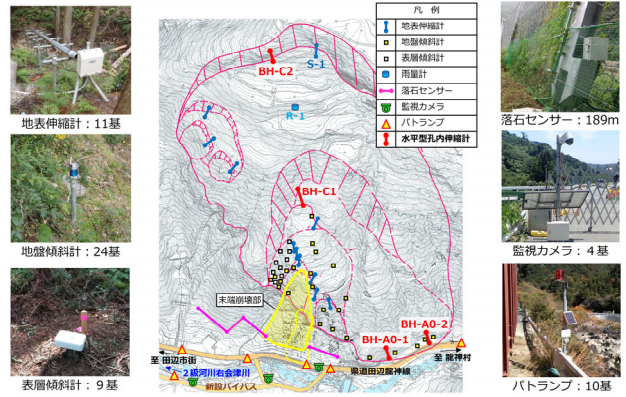 地表伸縮計：11基
地盤傾斜計：24基
表層傾斜計：９基
凡　例
地表伸縮計
地盤傾斜計
表層傾斜計
雨量計
落石センサー
監視カメラ
パトランプ
水平型孔内伸縮計
BH-C2
S-1
R-1
BH-C1
末端崩壊部
BH-A0-2
BH-A0-1
至 田辺市街
至 龍神村
２級河川右会津川
県道田辺龍神線
新設バイパス
落石センサー：189m
監視カメラ：４基
パトランプ：10基